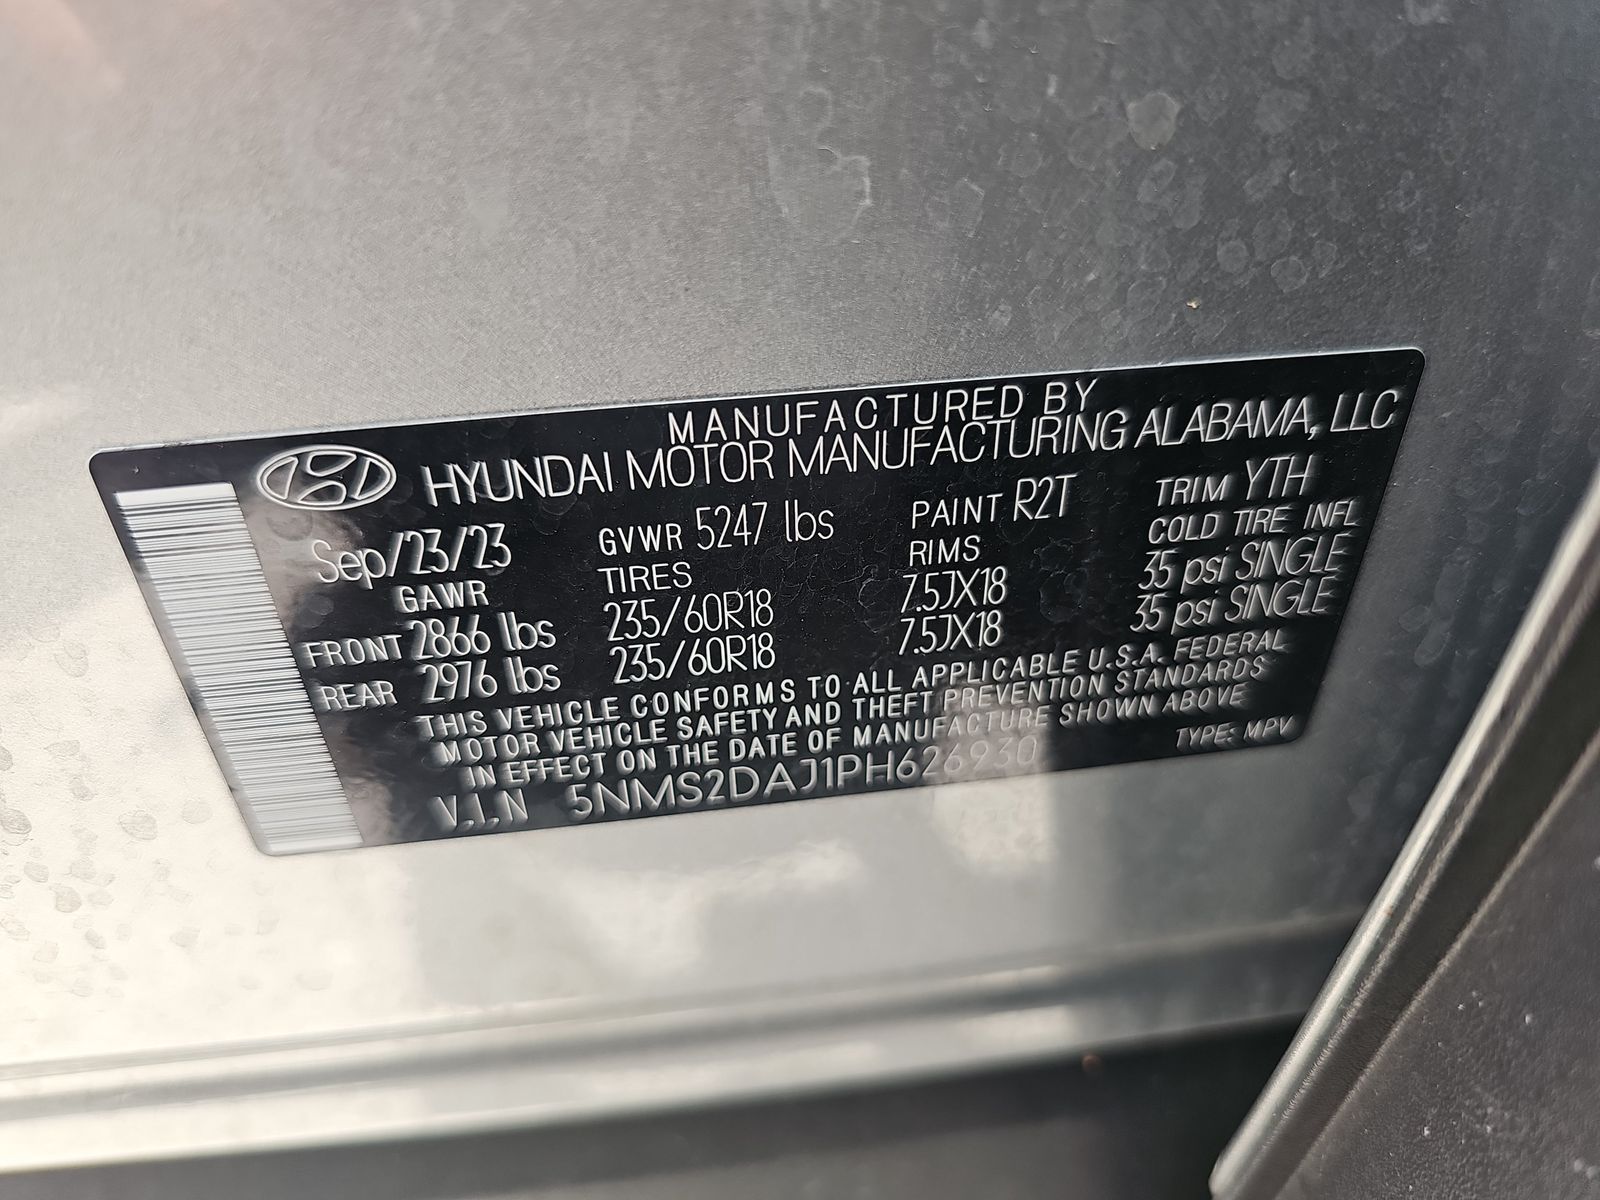 MANUFACTURED BY
HYUNDAI MOTOR MANUFACTURING ALABAMA, LLC
Sep/23/23 GVWR 5247 lbs PAINT R2T TRIM YTH
GAWR TIRES RIMS COLD TIRE INFL
FRONT 2866 lbs 235/60R18 7.5JX18 35 psi SINGLE
REAR 2976 lbs 235/60R18 7.5JX18 35 psi SINGLE
THIS VEHICLE CONFORMS TO ALL APPLICABLE U.S.A. FEDERAL
MOTOR VEHICLE SAFETY AND THEFT PREVENTION STANDARDS
IN EFFECT ON THE DATE OF MANUFACTURE SHOWN ABOVE
V.I.N 5NMS2DAJ1PH626930 TYPE: MPV